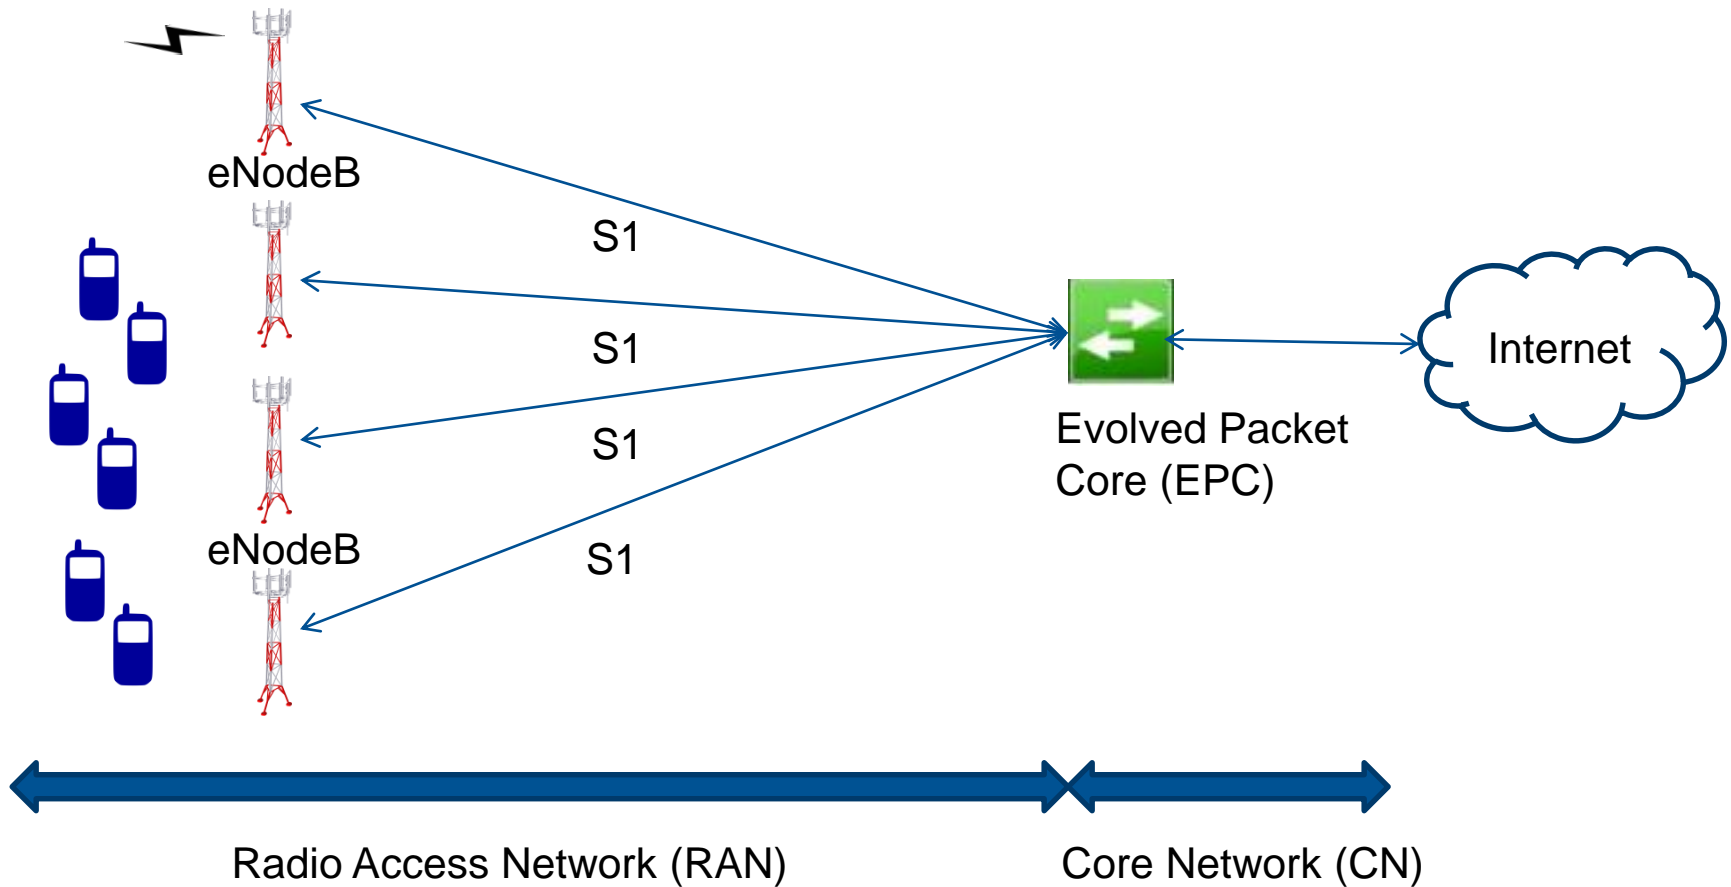 eNodeB
S1
S1
Internet
Evolved Packet
Core (EPC)
S1
eNodeB
S1
Radio Access Network (RAN)
Core Network (CN)